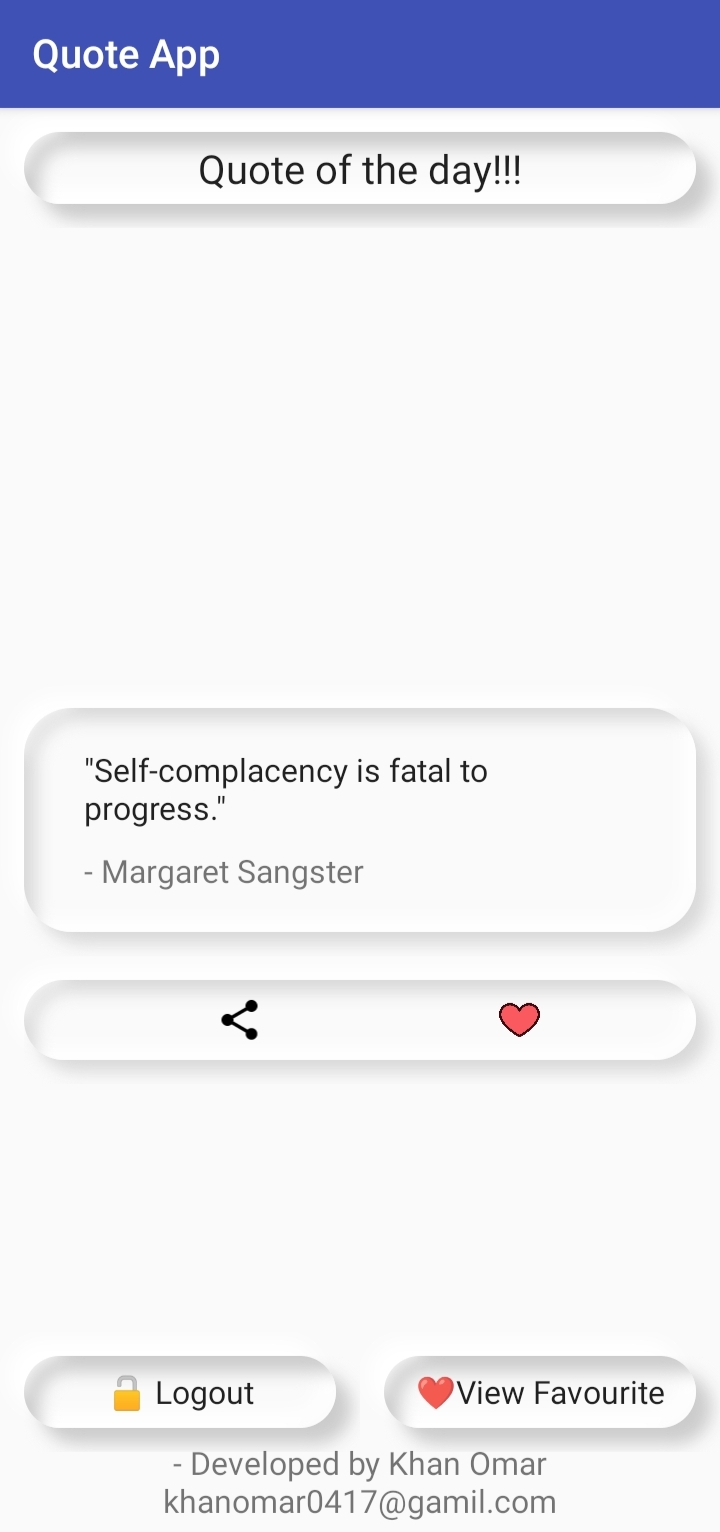 Quote App
Quote of the day!!!
"Self-complacency is fatal to
progress."
- Margaret Sangster
🔓 Logout
❤️View Favourite
- Developed by Khan Omar
khanomar0417@gamil.com